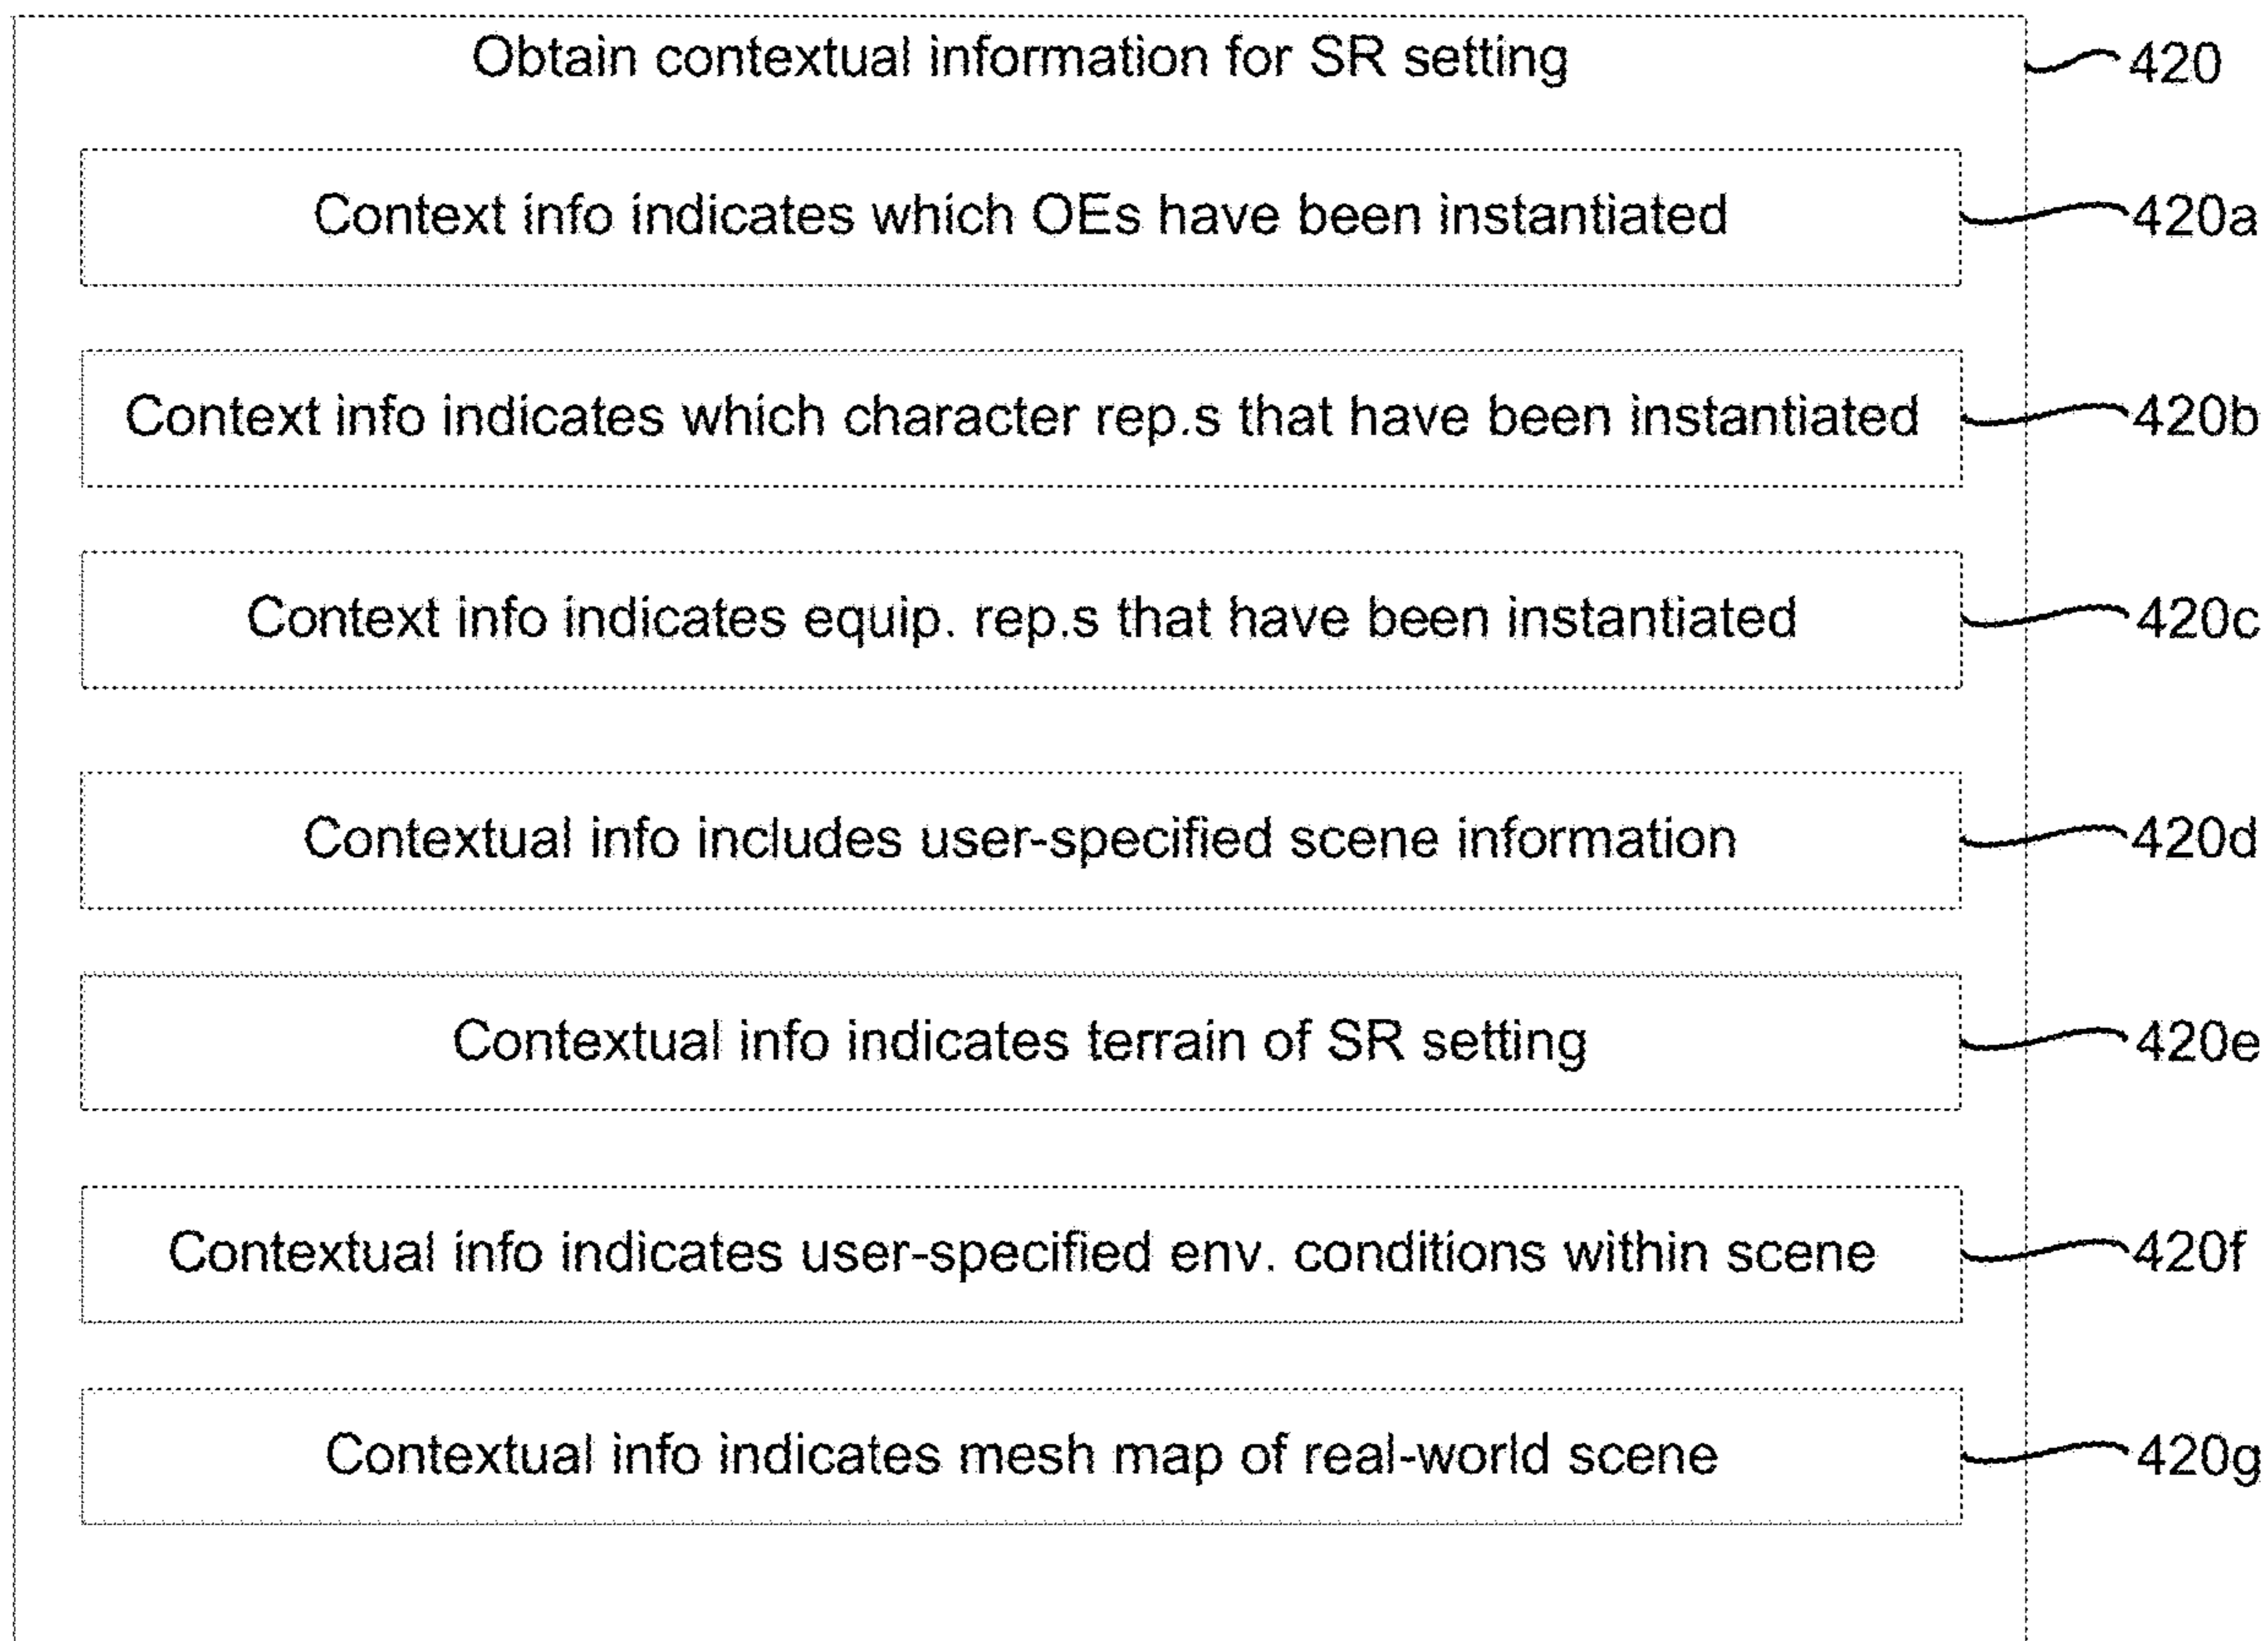 Obtain contextual information for SR setting 420
Context info indicates which OEs have been instantiated 420a
Context info indicates which character rep.s that have been instantiated 420b
Context info indicates equip. rep.s that have been instantiated 420c
Contextual info includes user-specified scene information 420d
Contextual info indicates terrain of SR setting 420e
Contextual info indicates user-specified env. conditions within scene 420f
Contextual info indicates mesh map of real-world scene 420g